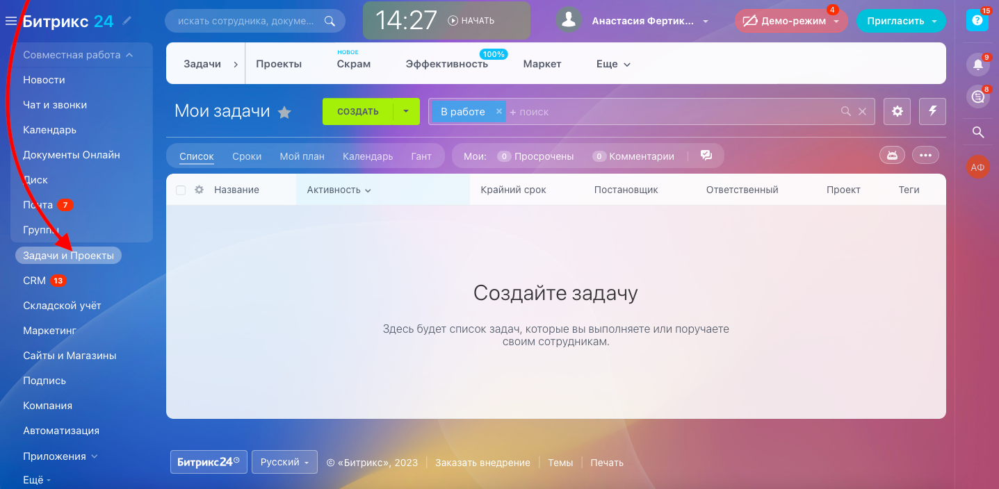 Битрикс 24
искать сотрудника, докуме...
14:27
НАЧАТЬ
Анастасия Фертик...
Демо-режим
4
Пригласить
15
Совместная работа
Новости
Чат и звонки
Календарь
Документы Онлайн
Диск
Почта 7
Группы
Задачи и Проекты
CRM 13
Складской учёт
Маркетинг
Сайты и Магазины
Подпись
Компания
Автоматизация
Приложения
Ещё
Задачи
Проекты
НОВОЕ
Скрам
Эффективность
100%
Маркет
Еще
9
8
АФ
Мои задачи
СОЗДАТЬ
В работе ×
+ поиск
Список Сроки Мой план Календарь Гант
Мои: 0 Просрочены 0 Комментарии
Название Активность Крайний срок Постановщик Ответственный Проект Теги
Создайте задачу
Здесь будет список задач, которые вы выполняете или поручаете
своим сотрудникам.
Битрикс24
Русский
© «Битрикс», 2023
Заказать внедрение
Темы
Печать